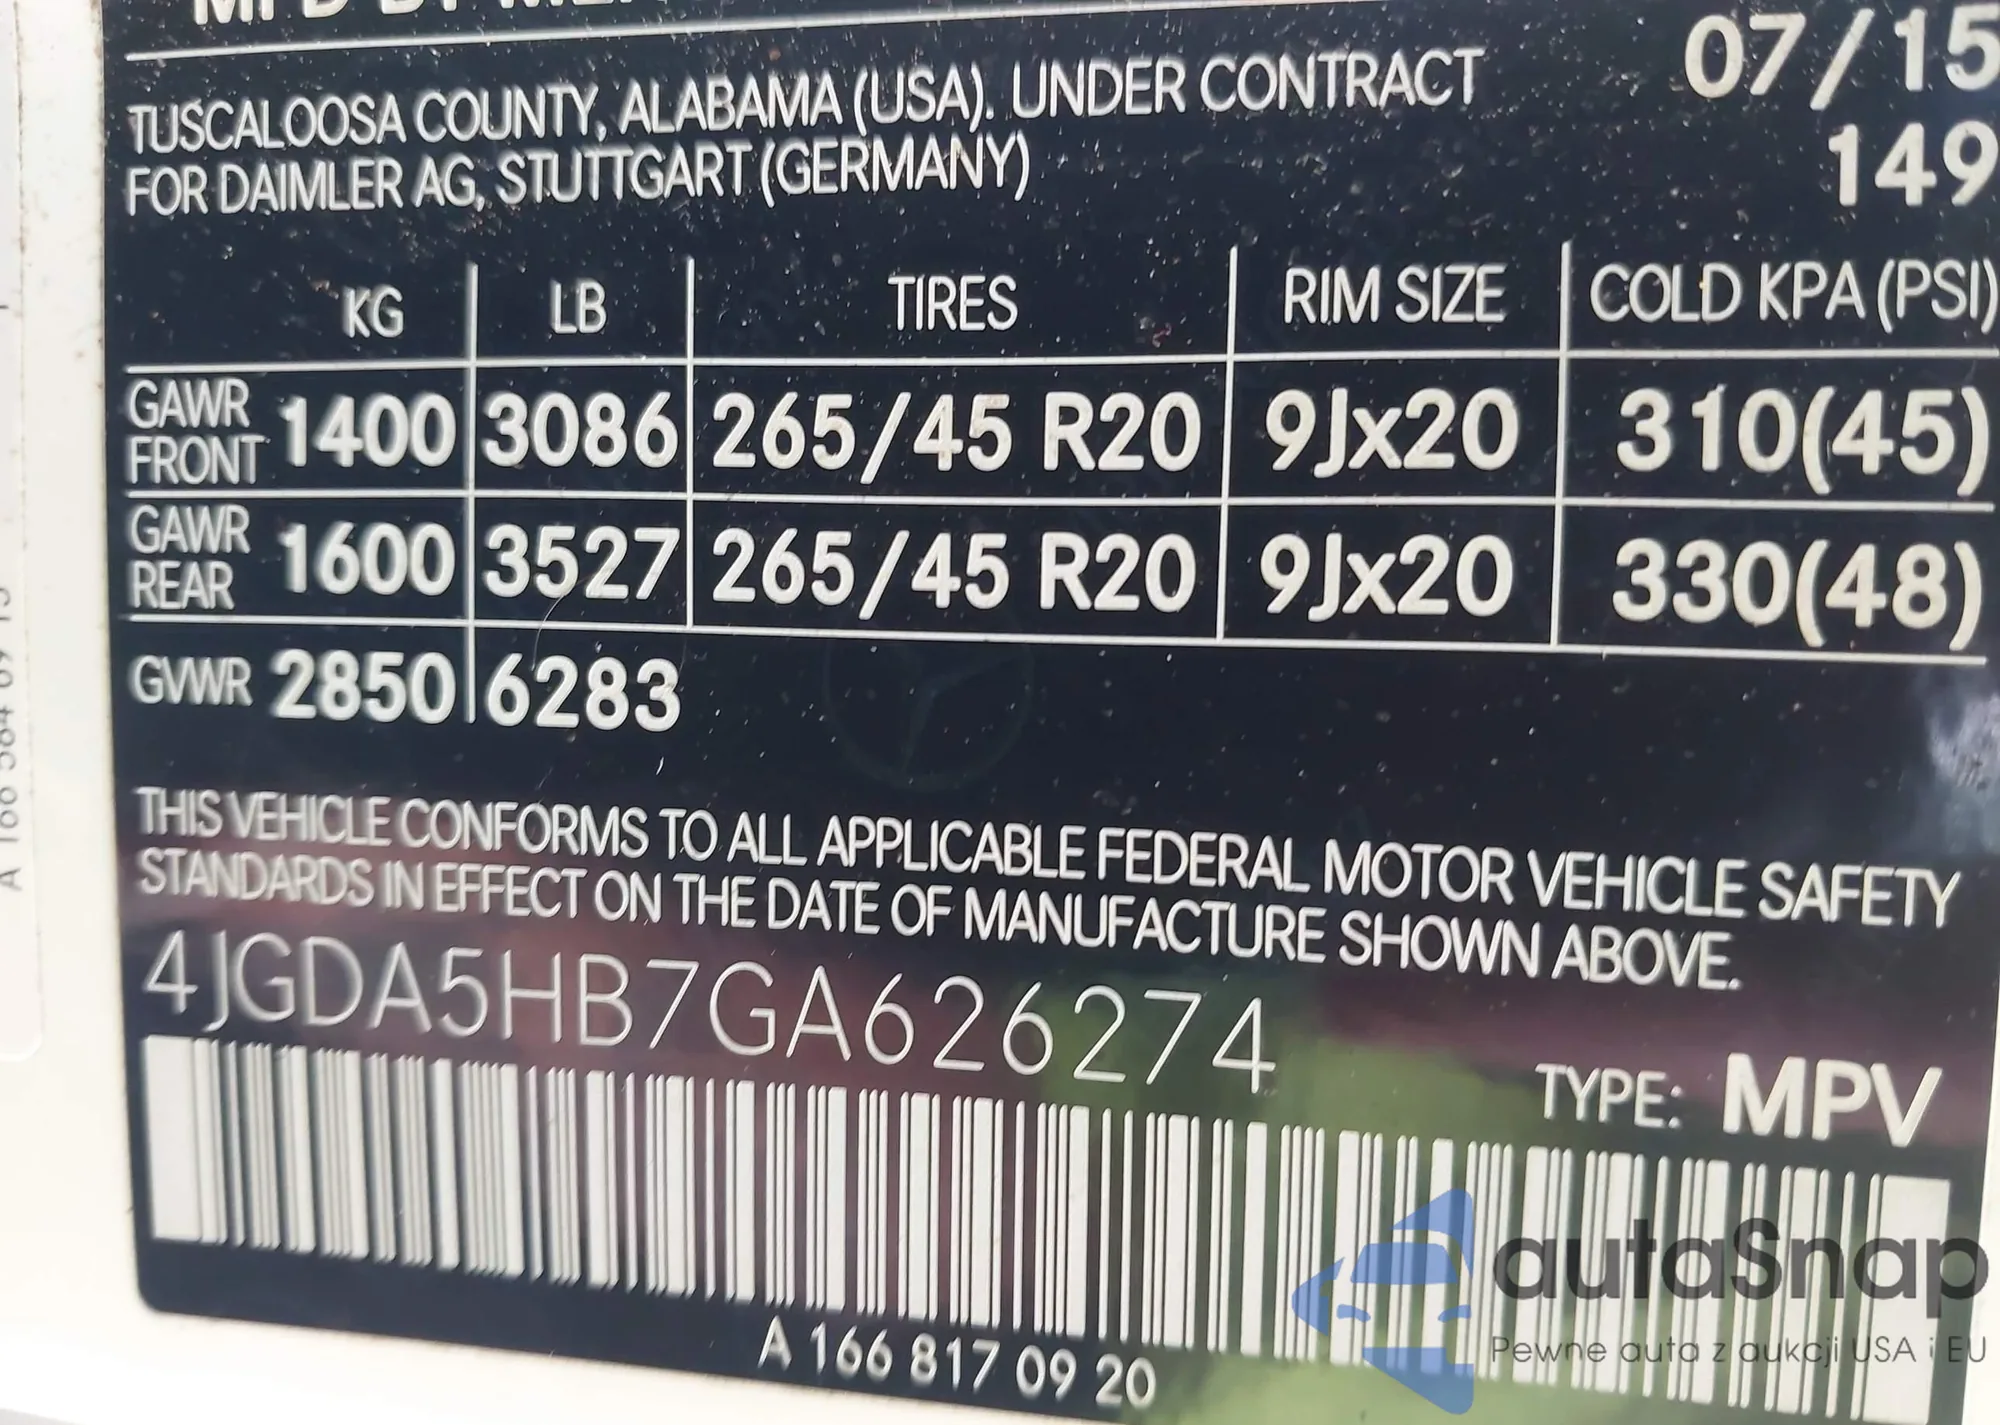 07/15
TUSCALOOSA COUNTY, ALABAMA (USA). UNDER CONTRACT
149
FOR DAIMLER AG, STUTTGART (GERMANY)
KG LB TIRES RIM SIZE COLD KPA (PSI)
GAWR FRONT 1400 3086 265/45 R20 9Jx20 310(45)
GAWR REAR 1600 3527 265/45 R20 9Jx20 330(48)
GVWR 2850 6283
THIS VEHICLE CONFORMS TO ALL APPLICABLE FEDERAL MOTOR VEHICLE SAFETY
STANDARDS IN EFFECT ON THE DATE OF MANUFACTURE SHOWN ABOVE.
4JGDA5HB7GA626274
TYPE: MPV
A 166 817 09 20
autaSnap
Pewne auta z aukcji USA i EU